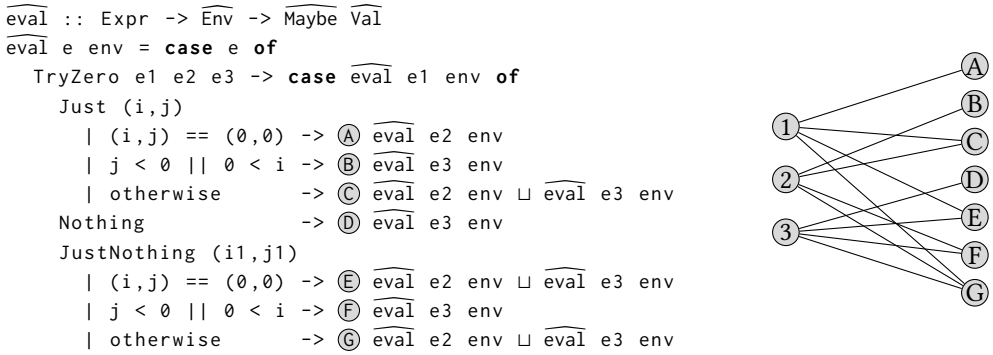 eval :: Expr -> Env -> Maybe Val
eval e env = case e of
TryZero e1 e2 e3 -> case eval e1 env of
Just (i,j)
| (i,j) == (0,0) -> A eval e2 env
| j < 0 || 0 < i -> B eval e3 env
| otherwise -> C eval e2 env ⊔ eval e3 env
Nothing -> D eval e3 env
JustNothing (i1,j1)
| (i,j) == (0,0) -> E eval e2 env ⊔ eval e3 env
| j < 0 || 0 < i -> F eval e3 env
| otherwise -> G eval e2 env ⊔ eval e3 env
1
2
3
A
B
C
D
E
F
G